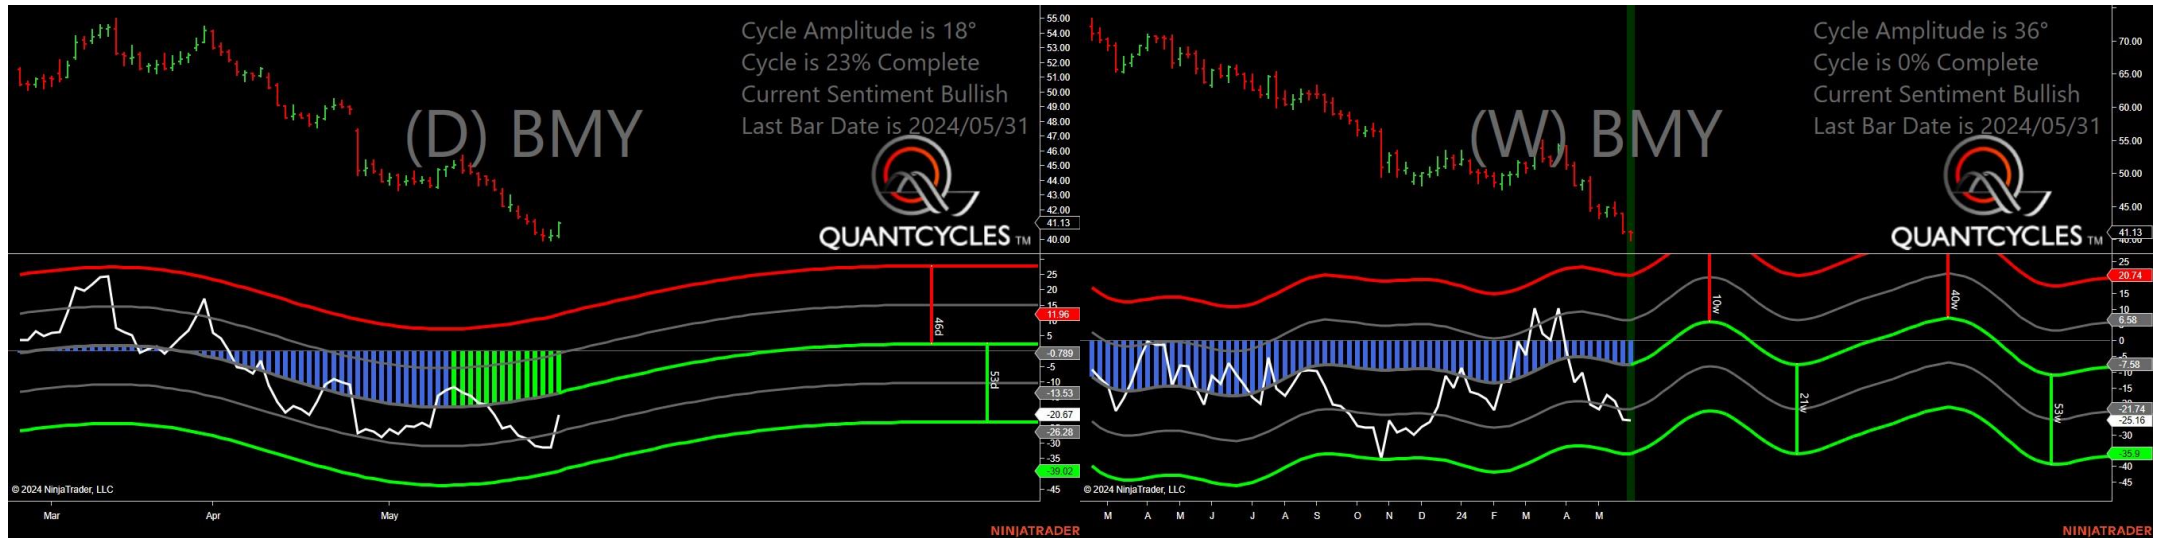 Cycle Amplitude is 18°
Cycle is 23% Complete
Current Sentiment Bullish
Last Bar Date is 2024/05/31
(D) BMY
QUANTCYCLES TM
55.00
54.00
53.00
52.00
51.00
50.00
49.00
48.00
47.00
46.00
45.00
44.00
43.00
42.00
41.13
40.00
46d
53d
25
20
15
11.96
5
-0.789
-5
-10
-13.53
-20.67
-26.28
-30
-35
-39.02
-45
© 2024 NinjaTrader, LLC
Mar
Apr
May
NINJATRADER
Cycle Amplitude is 36°
Cycle is 0% Complete
Current Sentiment Bullish
Last Bar Date is 2024/05/31
(W) BMY
QUANTCYCLES TM
70.00
65.00
60.00
55.00
50.00
45.00
41.13
40.00
10w
21w
40w
53w
25
20.74
15
10
6.58
0
-5
-7.58
-10
-15
-21.74
-25.16
-30
-35.9
-40
-45
© 2024 NinjaTrader, LLC
M A M J J A S O N D 24 F M A M
NINJATRADER